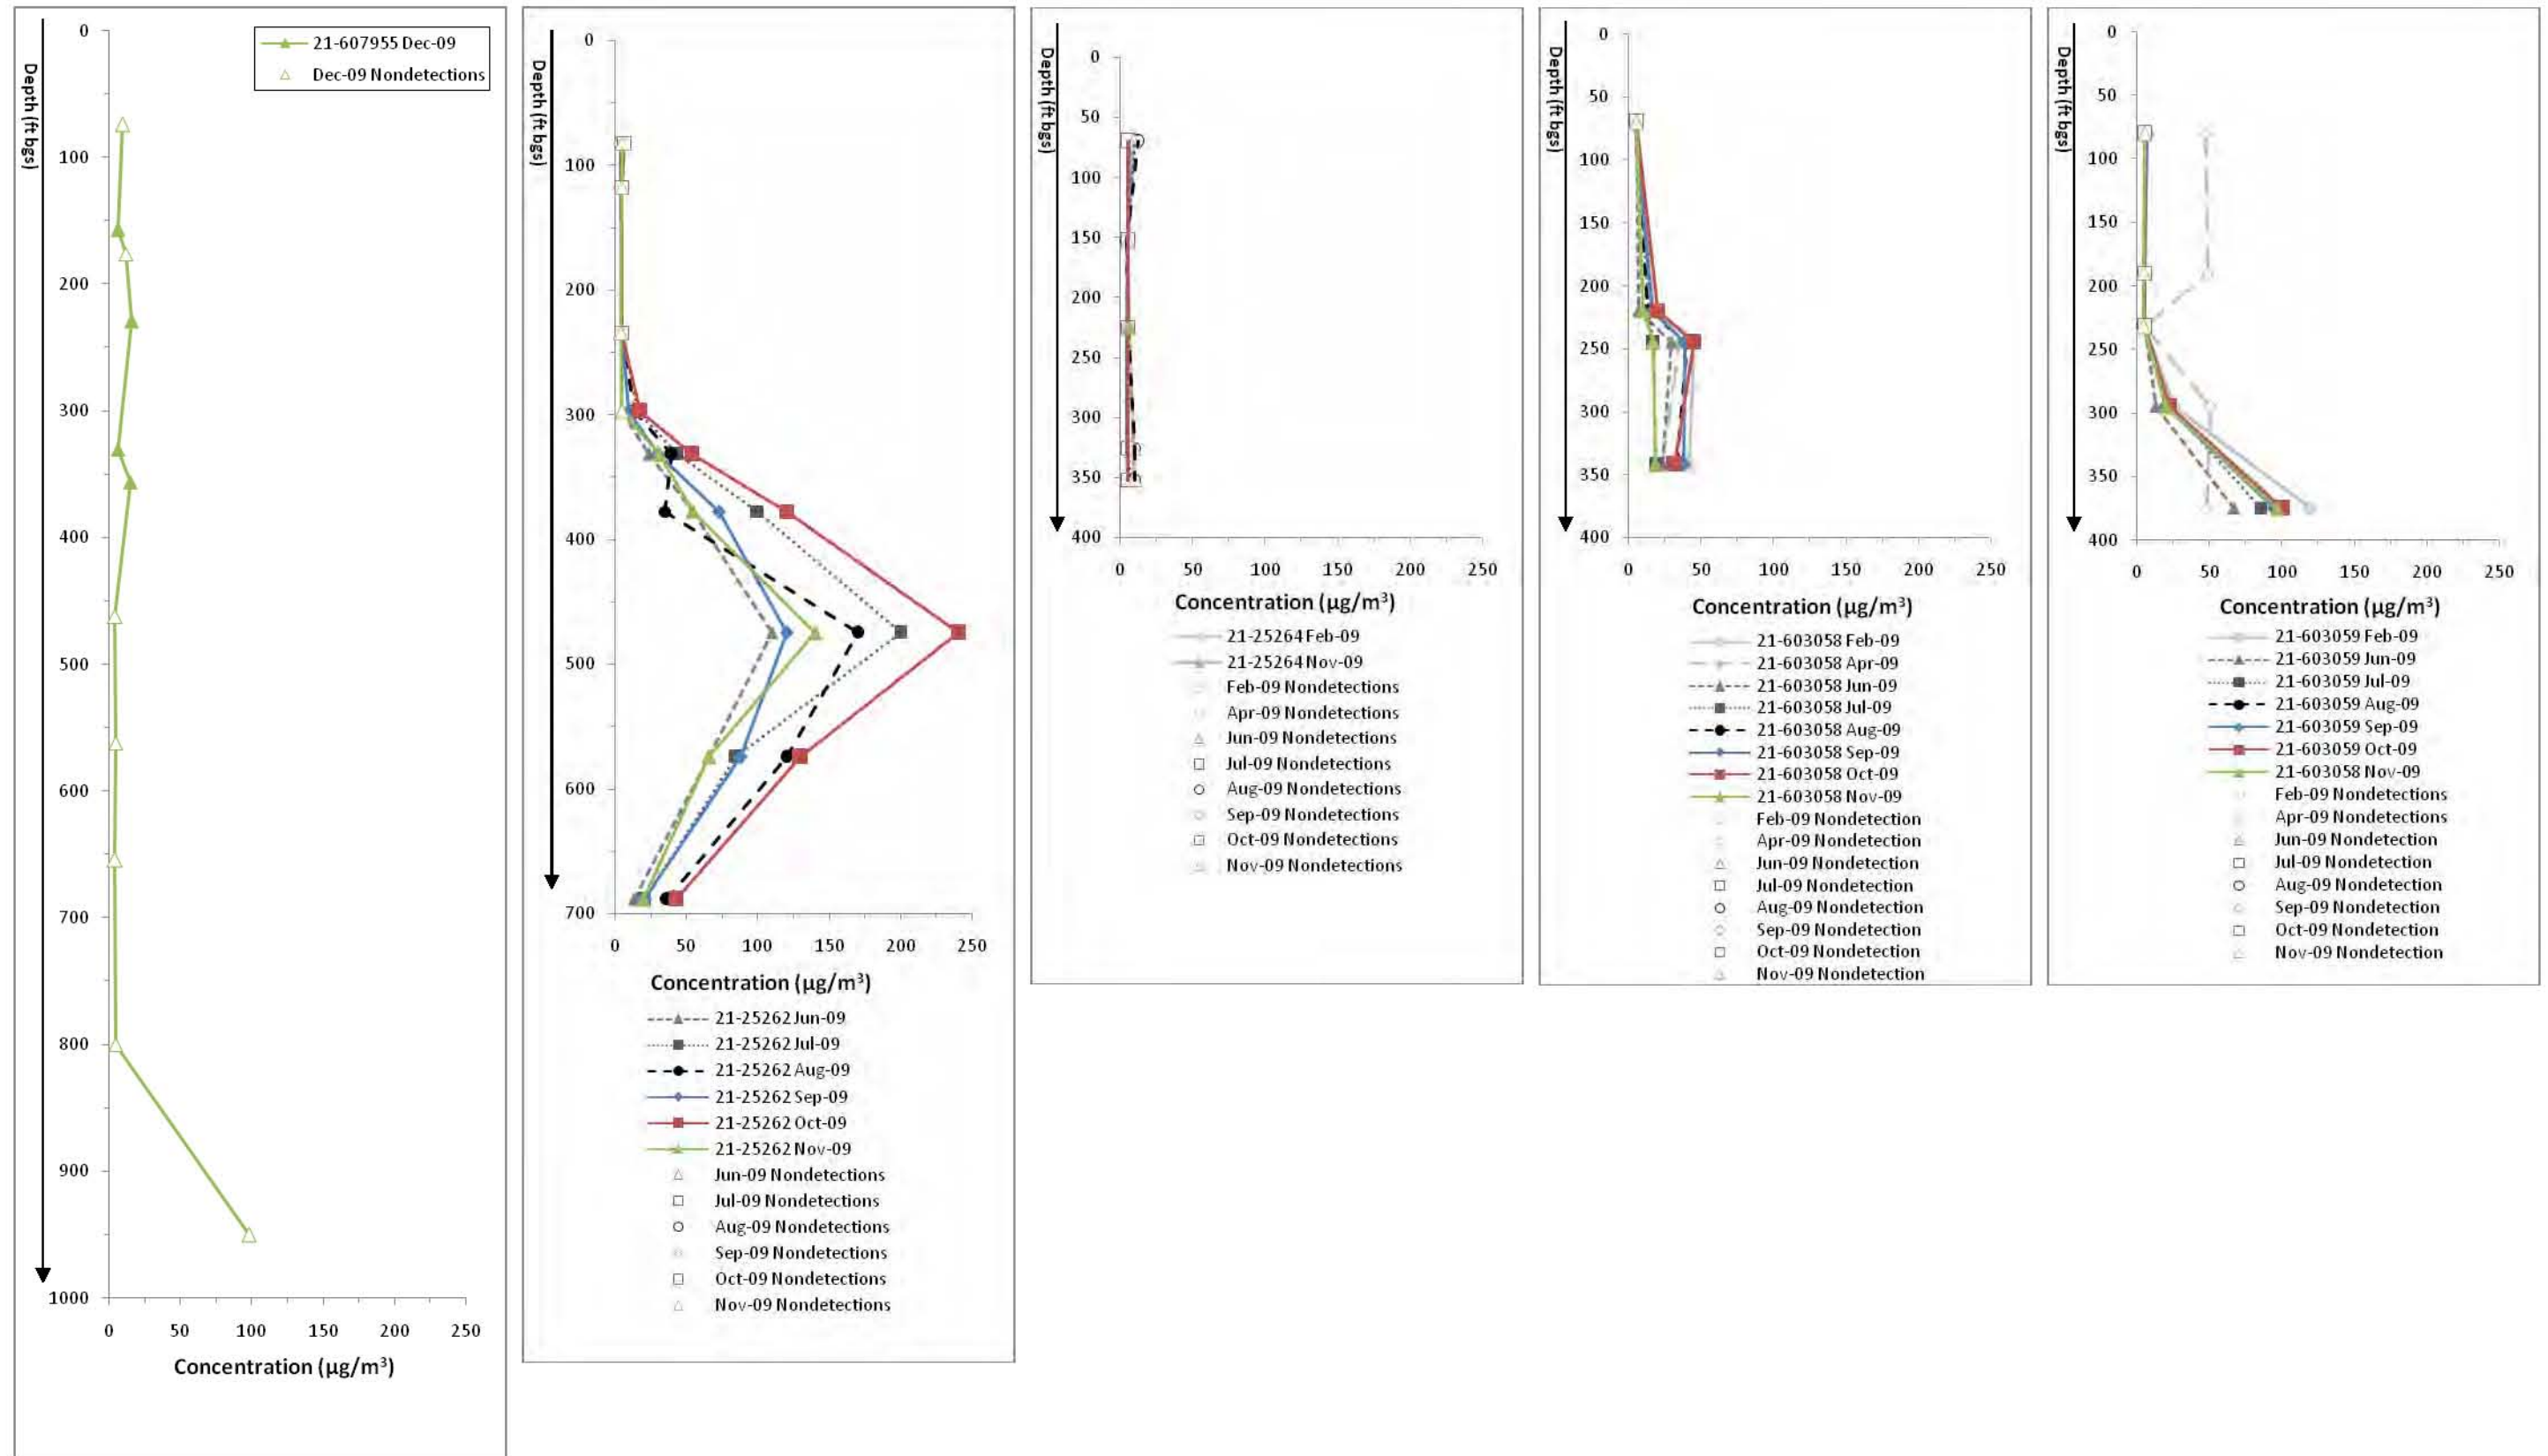 21-607955 Dec-09
Dec-09 Nondetections
Depth (ft bgs)
0
100
200
300
400
500
600
700
800
900
1000
0 50 100 150 200 250
Concentration (µg/m³)
Depth (ft bgs)
0
100
200
300
400
500
600
700
0 50 100 150 200 250
Concentration (µg/m³)
21-25262 Jun-09
21-25262 Jul-09
21-25262 Aug-09
21-25262 Sep-09
21-25262 Oct-09
21-25262 Nov-09
Jun-09 Nondetections
Jul-09 Nondetections
Aug-09 Nondetections
Sep-09 Nondetections
Oct-09 Nondetections
Nov-09 Nondetections
Depth (ft bgs)
0
50
100
150
200
250
300
350
400
0 50 100 150 200 250
Concentration (µg/m³)
21-25264 Feb-09
21-25264 Nov-09
Feb-09 Nondetections
Apr-09 Nondetections
Jun-09 Nondetections
Jul-09 Nondetections
Aug-09 Nondetections
Sep-09 Nondetections
Oct-09 Nondetections
Nov-09 Nondetections
Depth (ft bgs)
0
50
100
150
200
250
300
350
400
0 50 100 150 200 250
Concentration (µg/m³)
21-603058 Feb-09
21-603058 Apr-09
21-603058 Jun-09
21-603058 Jul-09
21-603058 Aug-09
21-603058 Sep-09
21-603058 Oct-09
21-603058 Nov-09
Feb-09 Nondetection
Apr-09 Nondetection
Jun-09 Nondetection
Jul-09 Nondetection
Aug-09 Nondetection
Sep-09 Nondetection
Oct-09 Nondetection
Nov-09 Nondetection
Depth (ft bgs)
0
50
100
150
200
250
300
350
400
0 50 100 150 200 250
Concentration (µg/m³)
21-603059 Feb-09
21-603059 Jun-09
21-603059 Jul-09
21-603059 Aug-09
21-603059 Sep-09
21-603059 Oct-09
21-603058 Nov-09
Feb-09 Nondetections
Apr-09 Nondetections
Jun-09 Nondetection
Jul-09 Nondetection
Aug-09 Nondetection
Sep-09 Nondetection
Oct-09 Nondetection
Nov-09 Nondetection